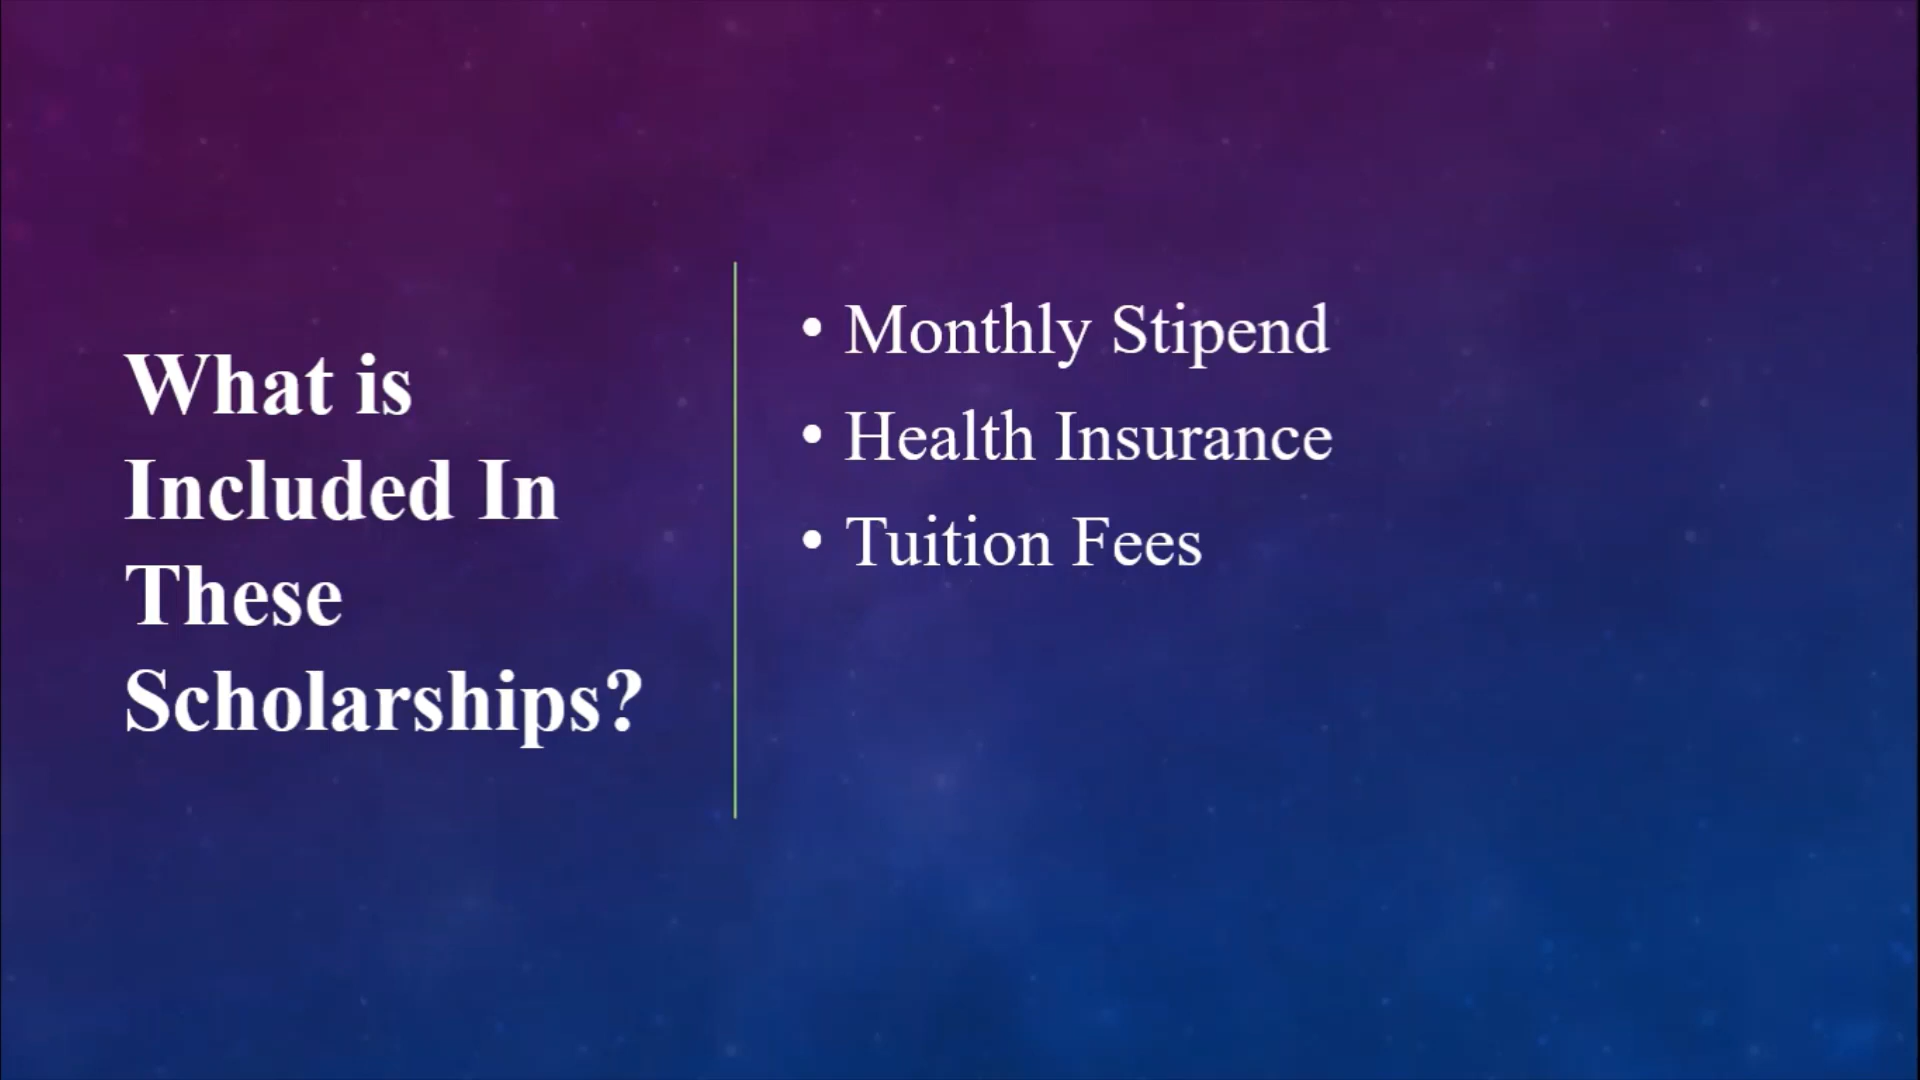 What is
Included In
These
Scholarships?
• Monthly Stipend
• Health Insurance
• Tuition Fees